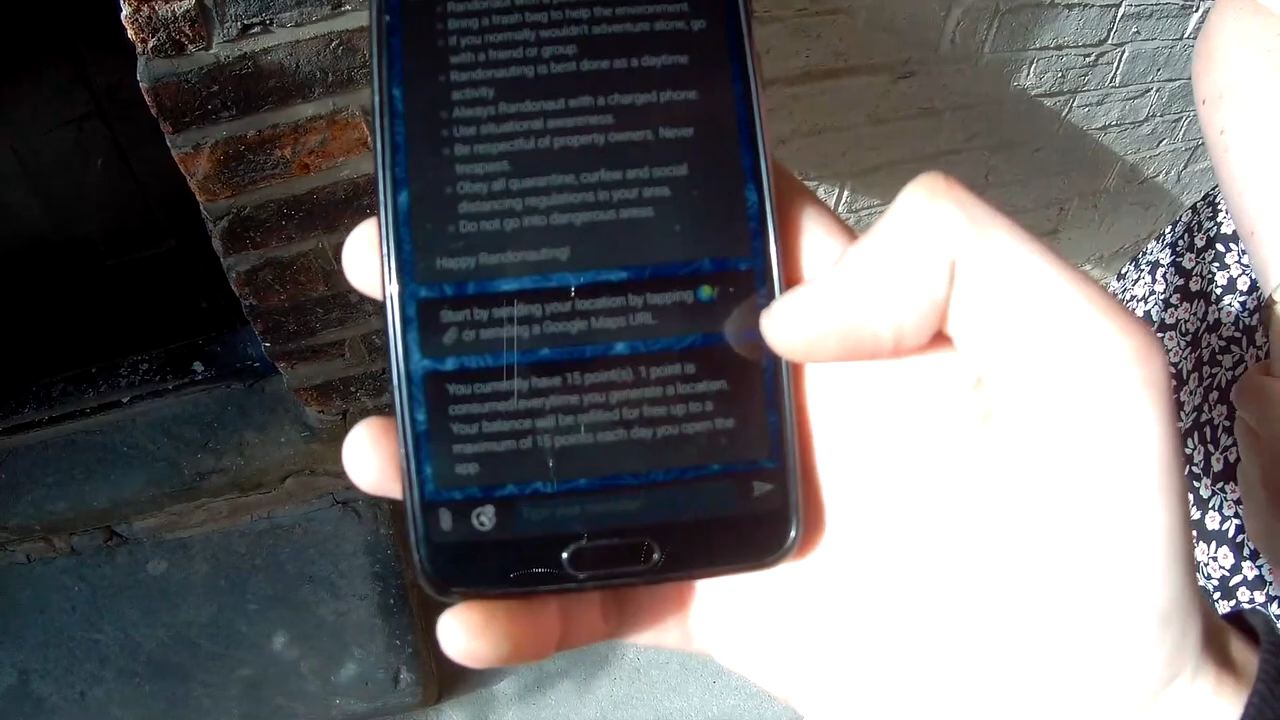 Randonaut with a
Bring a trash bag to help the environment
If you normally wouldn't adventure alone, go
with a friend or group.
Randonauting is best done as a daytime
activity.
Always Randonaut with a charged phone.
Use situational awareness.
Be respectful of property owners. Never
trespass.
Obey all quarantine, curfew and social
distancing regulations in your area.
Do not go into dangerous areas
Happy Randonauting!
Start by sending your location by tapping 🌍/
📎 or sending a Google Maps URL
You currently have 15 point(s). 1 point is
consumed everytime you generate a location.
Your balance will be refilled for free up to a
maximum of 15 points each day you open the
app.